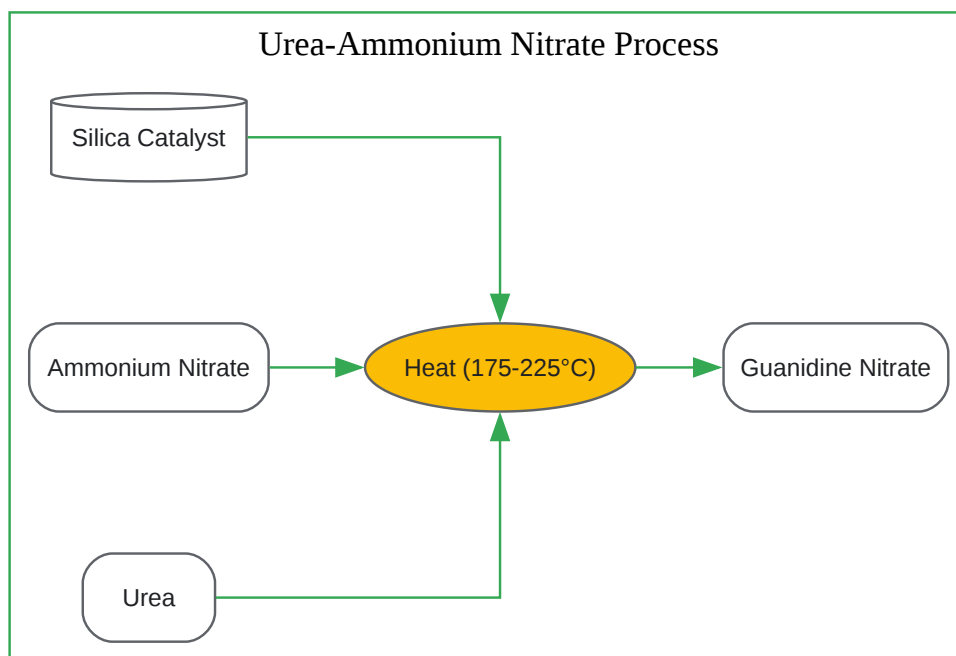 Urea-Ammonium Nitrate Process
Silica Catalyst
Ammonium Nitrate
Heat (175-225°C)
Guanidine Nitrate
Urea